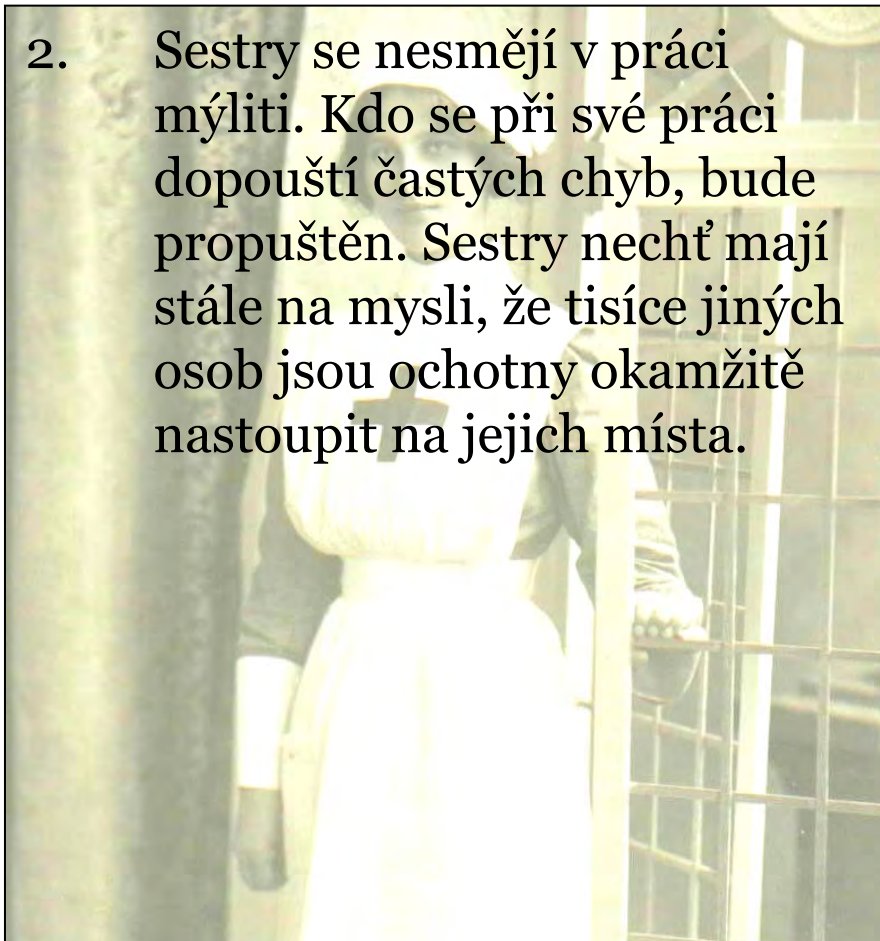 2. Sestry se nesmějí v práci
mýliti. Kdo se při své práci
dopouští častých chyb, bude
propuštěn. Sestry nechť mají
stále na mysli, že tisíce jiných
osob jsou ochotny okamžitě
nastoupit na jejich místa.